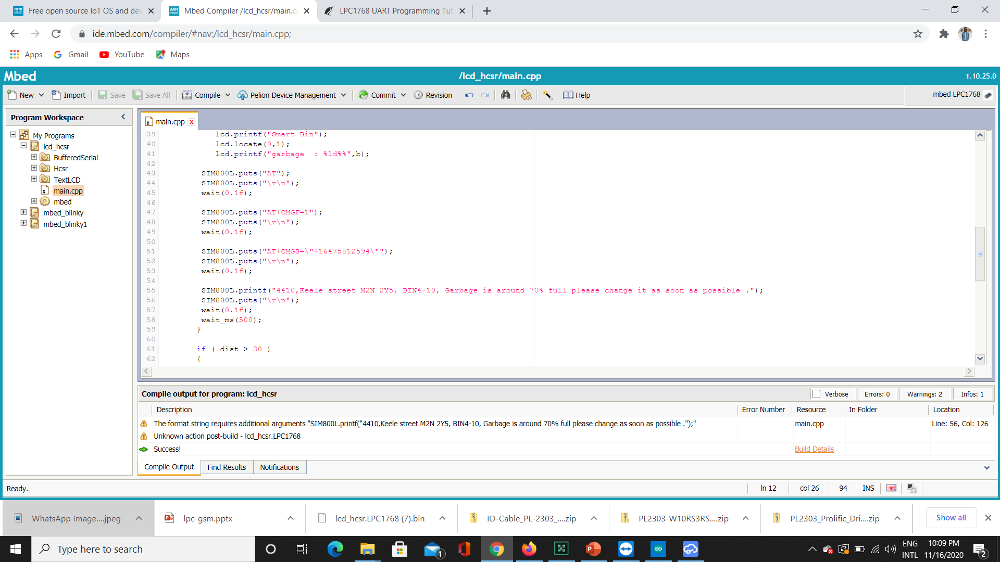 Free open source IoT OS and dev
Mbed Compiler /lcd_hcsr/main.c
LPC1768 UART Programming Tut
ide.mbed.com/compiler/#nav:/lcd_hcsr/main.cpp;
Apps Gmail YouTube Maps
Mbed /lcd_hcsr/main.cpp 1.10.25.0
New Import Save Save All Compile Pelion Device Management Commit Revision Help mbed LPC1768
Program Workspace
My Programs
lcd_hcsr
BufferedSerial
Hcsr
TextLCD
main.cpp
mbed
mbed_blinky
mbed_blinky1
main.cpp x
39 lcd.printf("Smart Bin");
40 lcd.locate(0,1);
41 lcd.printf("garbage  : %ld%%",b);
42
43 SIM800L.puts("AT");
44 SIM800L.puts("\r\n");
45 wait(0.1f);
46
47 SIM800L.puts("AT+CMGF=1");
48 SIM800L.puts("\r\n");
49 wait(0.1f);
50
51 SIM800L.puts("AT+CMGS=\"+16475812594\"");
52 SIM800L.puts("\r\n");
53 wait(0.1f);
54
55 SIM800L.printf("4410,Keele street M2N 2Y5, BIN4-10, Garbage is around 70% full please change it as soon as possible .");
56 SIM800L.puts("\r\n");
57 wait(0.1f);
58 wait_ms(500);
59 }
60
61 if ( dist > 30 )
62 {
Compile output for program: lcd_hcsr Verbose Errors: 0 Warnings: 2 Infos: 1
Description Error Number Resource In Folder Location
The format string requires additional arguments "SIM800L.printf("4410,Keele street M2N 2Y5, BIN4-10, Garbage is around 70% full please change as soon as possible .");" main.cpp Line: 56, Col: 126
Unknown action post-build - lcd_hcsr.LPC1768
Success! Build Details
Compile Output Find Results Notifications
Ready. ln 12 col 26 94 INS
WhatsApp Image....jpeg lpc-gsm.pptx lcd_hcsr.LPC1768 (7).bin IO-Cable_PL-2303_....zip PL2303-W10RS3RS....zip PL2303_Prolific_Dri....zip Show all
Type here to search
1
ENG
INTL
10:09 PM
11/16/2020
2